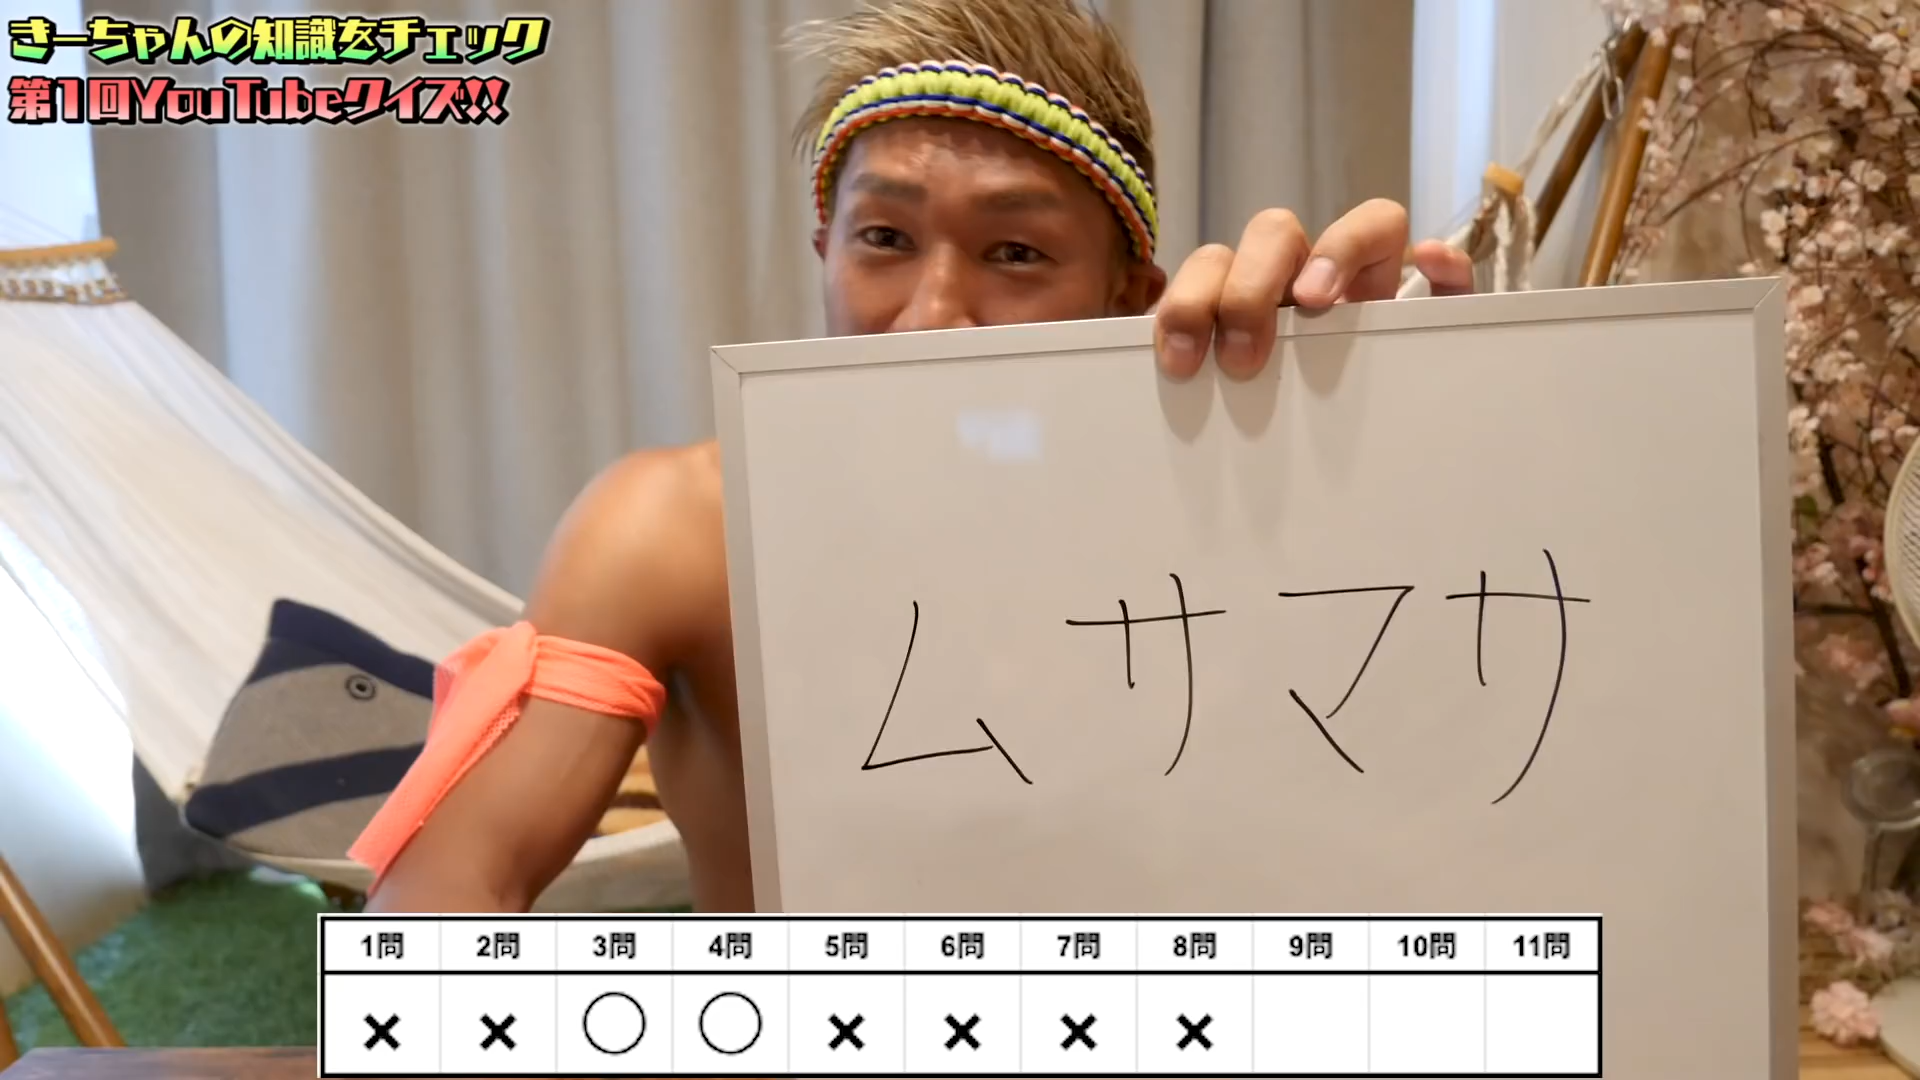 きーちゃんの知識をチェック
第1回YouTubeクイズ!!
ムサマサ
1問 2問 3問 4問 5問 6問 7問 8問 9問 10問 11問
× × ○ ○ × × × ×